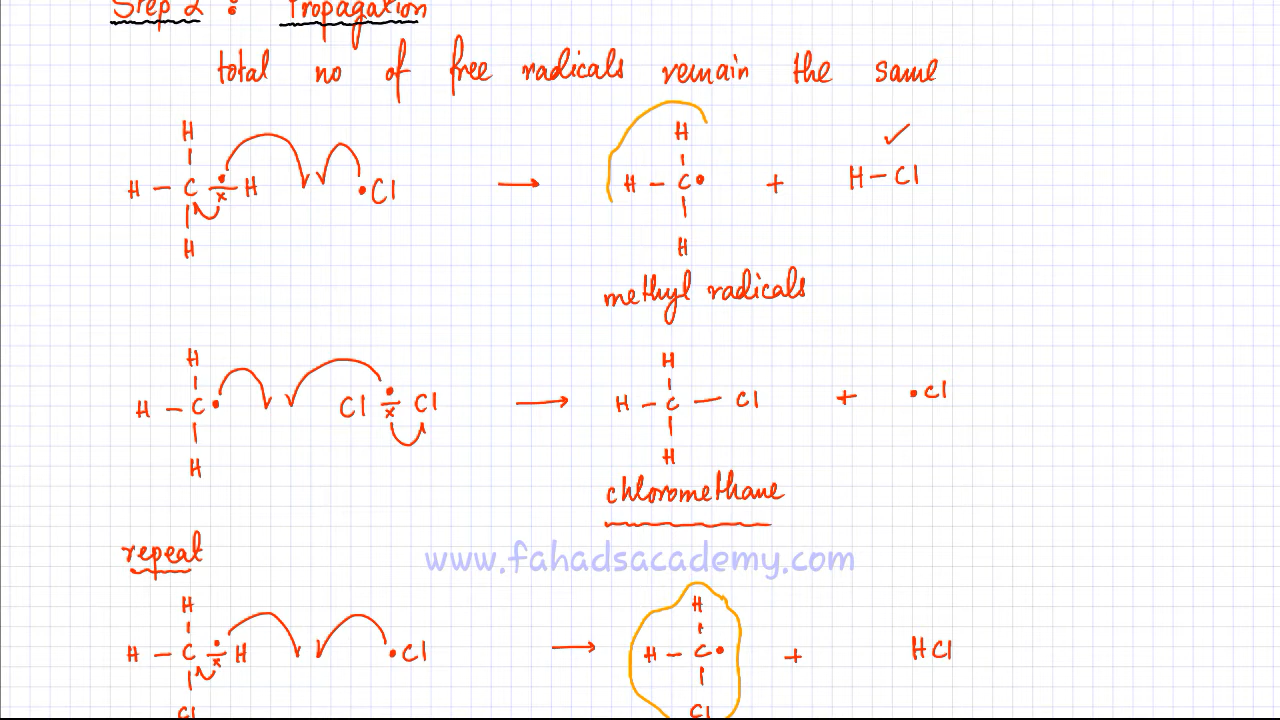 Step 2 : Propagation
total no of free radicals remain the same
H H
H – C •x H •Cl → H – C • + H – Cl ✓
H H
methyl radicals
H H
H – C • Cl •x Cl → H – C – Cl + •Cl
H H
chloromethane
repeat
www.fahadsacademy.com
H H
H – C •x H •Cl → H – C • + HCl
Cl Cl